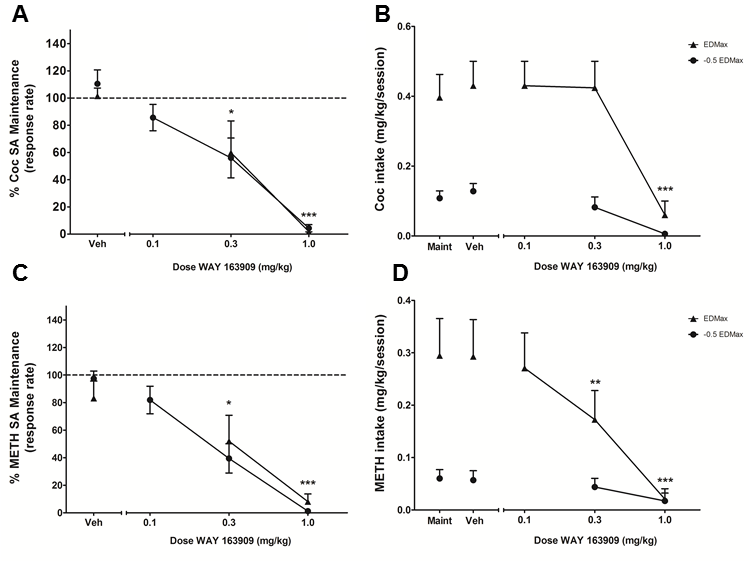 A
% Coc SA Maintenance
(response rate)
140
120
100
80
60
40
20
0
*
***
Veh
0.1
0.3
1.0
Dose WAY 163909 (mg/kg)
B
Coc intake (mg/kg/session)
0.6
0.4
0.2
0.0
***
EDMax
-0.5 EDMax
Maint
Veh
0.1
0.3
1.0
Dose WAY 163909 (mg/kg)
C
% METH SA Maintenance
(response rate)
140
120
100
80
60
40
20
0
*
***
Veh
0.1
0.3
1.0
Dose WAY 163909 (mg/kg)
D
METH intake (mg/kg/session)
0.4
0.3
0.2
0.1
0.0
**
***
EDMax
-0.5 EDMax
Maint
Veh
0.1
0.3
1.0
Dose WAY 163909 (mg/kg)